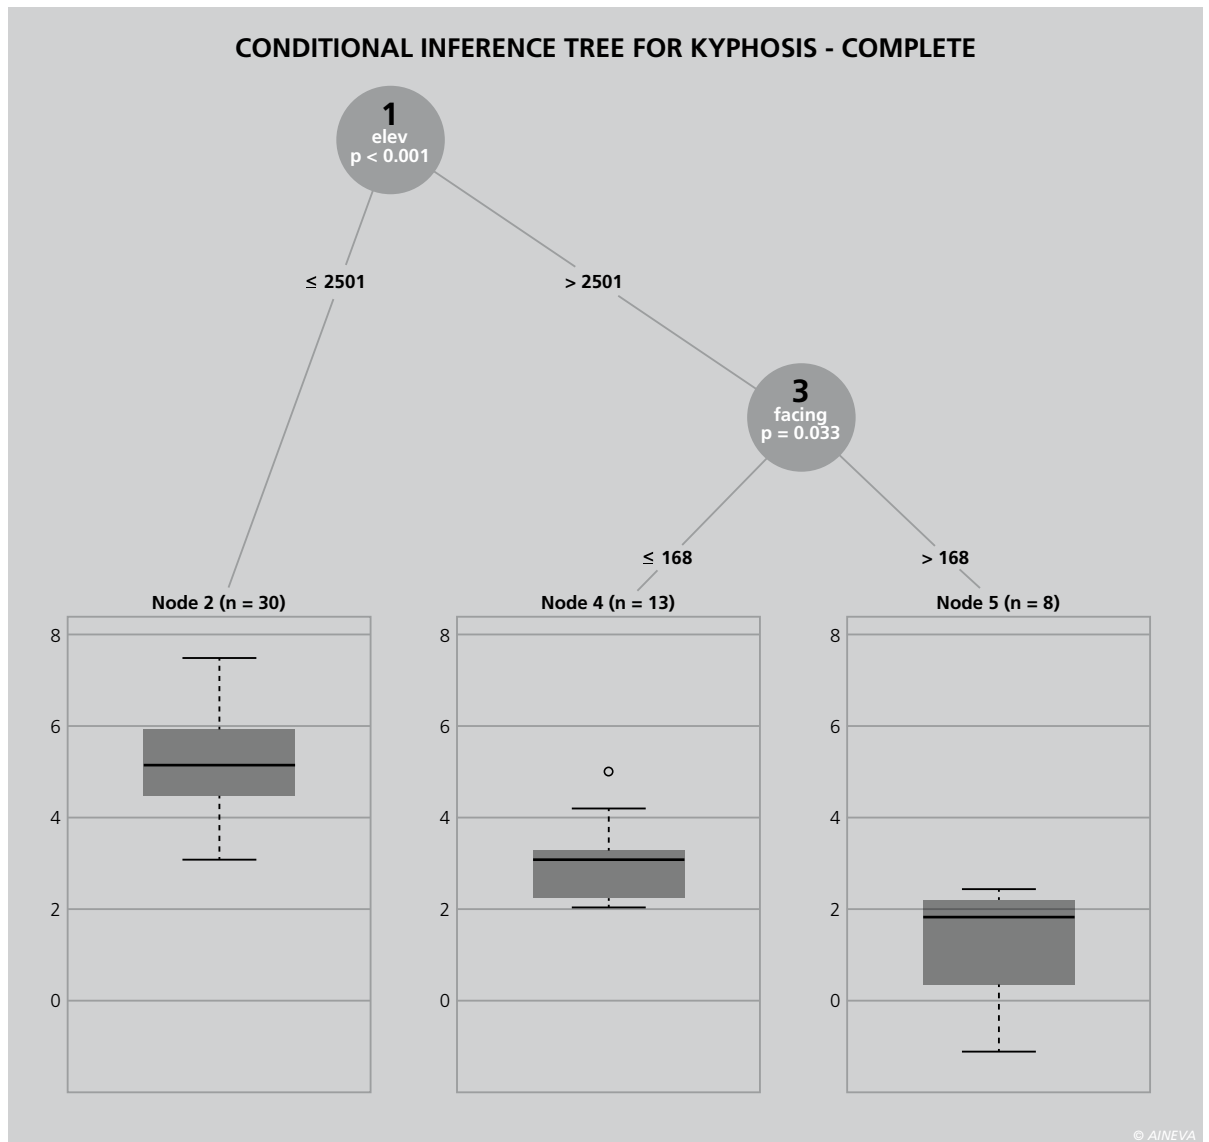 CONDITIONAL INFERENCE TREE FOR KYPHOSIS - COMPLETE
1
elev
p < 0.001
≤ 2501
> 2501
3
facing
p = 0.033
≤ 168
> 168
Node 2 (n = 30)
Node 4 (n = 13)
Node 5 (n = 8)
8
6
4
2
0
8
6
4
2
0
8
6
4
2
0
© AINEVA